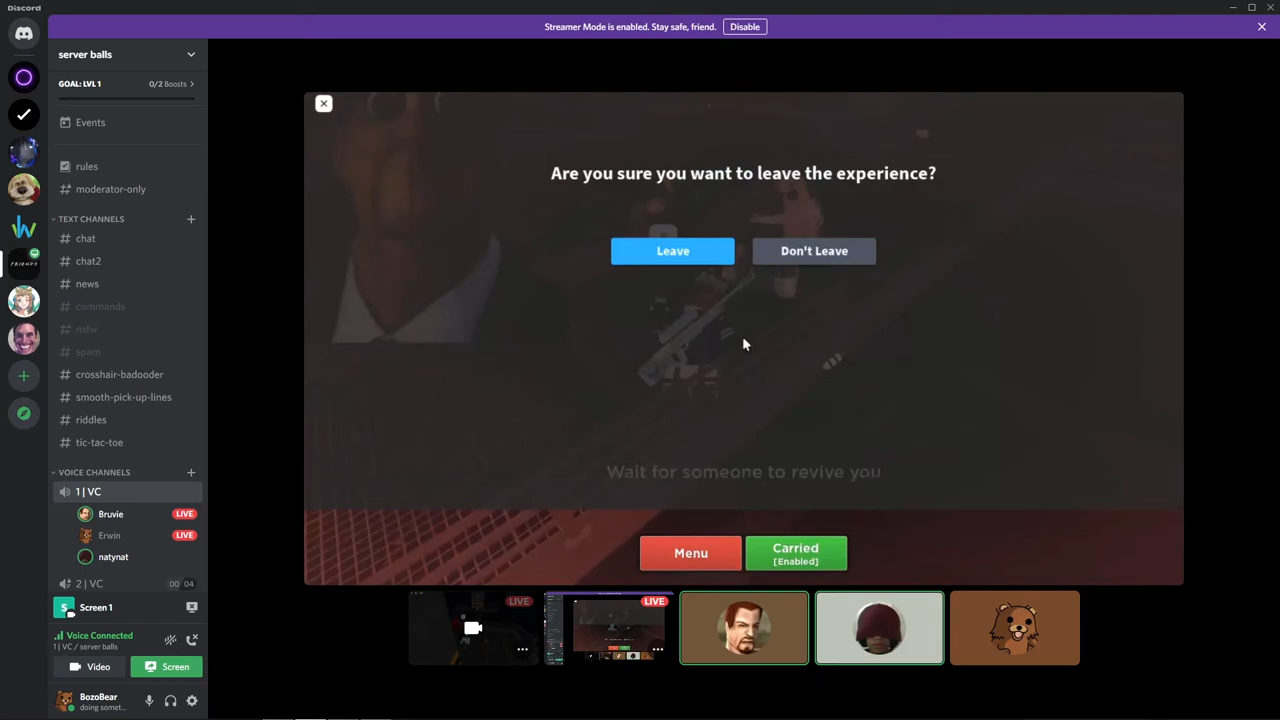 Discord
Streamer Mode is enabled. Stay safe, friend.
Disable
server balls
GOAL: LVL 1
0/2 Boosts
Events
rules
moderator-only
TEXT CHANNELS
chat
chat2
news
commands
nsfw
spam
crosshair-badooder
smooth-pick-up-lines
riddles
tic-tac-toe
VOICE CHANNELS
1 | VC
Bruvie
LIVE
Erwin
LIVE
natynat
2 | VC
00 04
S
Screen 1
Voice Connected
1 | VC / server balls
Video
Screen
BozoBear
doing somet...
FRIENDS
Are you sure you want to leave the experience?
Leave
Don't Leave
Wait for someone to revive you
Menu
Carried
[Enabled]
LIVE
LIVE